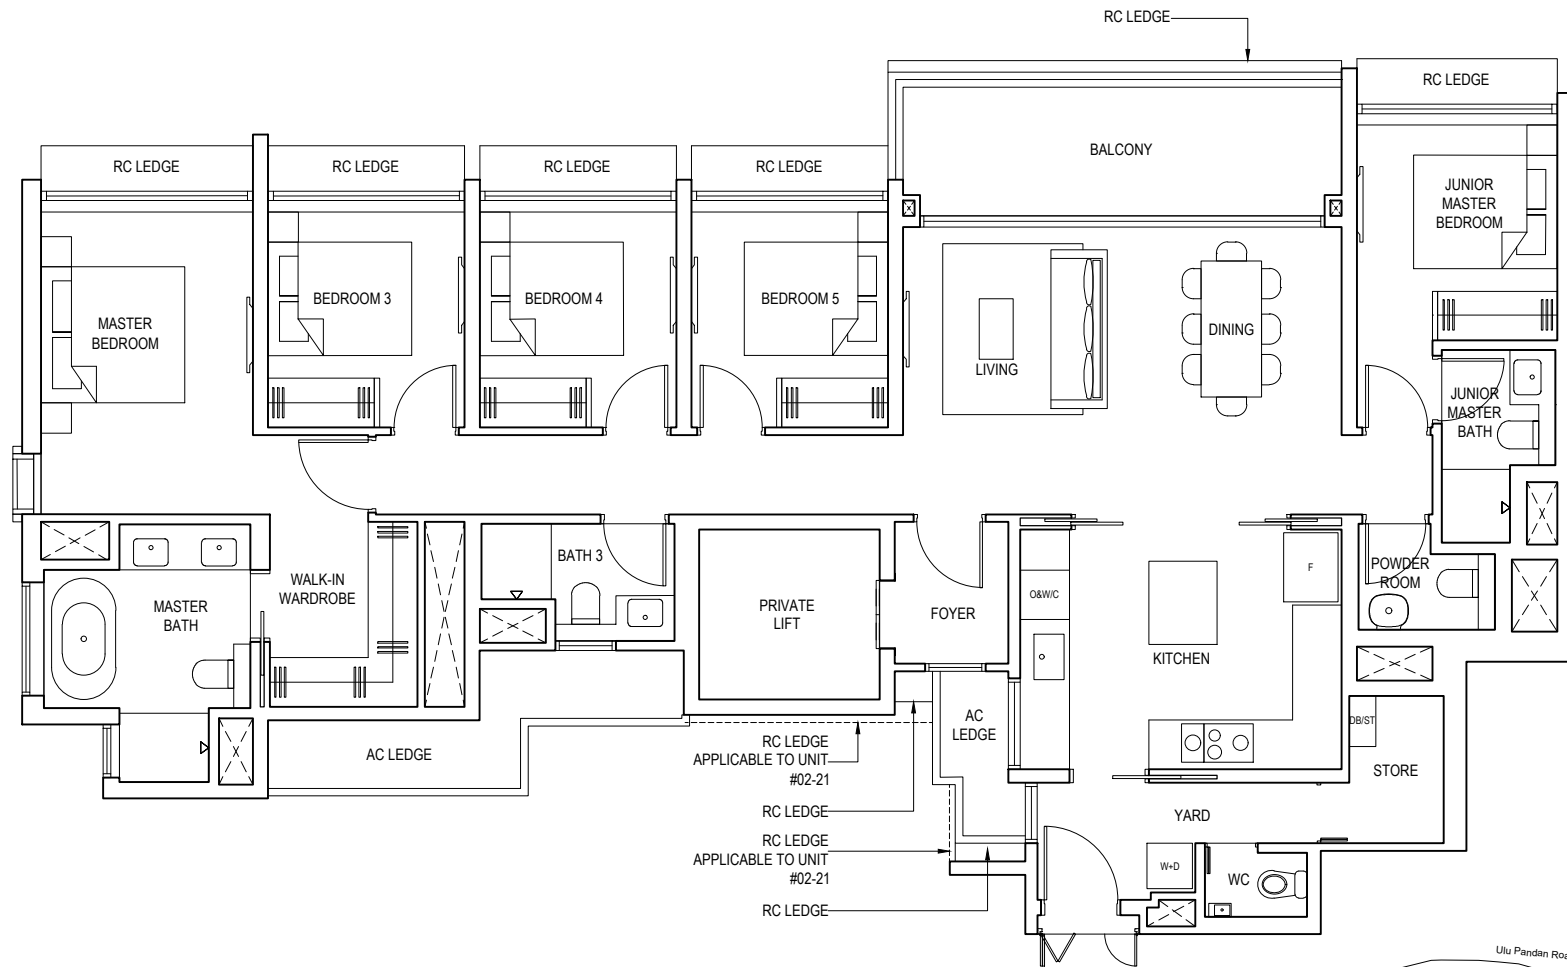 RC LEDGE
RC LEDGE
BALCONY
RC LEDGE
RC LEDGE
RC LEDGE
RC LEDGE
JUNIOR
MASTER
BEDROOM
MASTER
BEDROOM
BEDROOM 3
BEDROOM 4
BEDROOM 5
LIVING
DINING
JUNIOR
MASTER
BATH
WALK-IN
WARDROBE
MASTER
BATH
BATH 3
PRIVATE
LIFT
FOYER
O&W/C
KITCHEN
F
POWDER
ROOM
AC LEDGE
AC
LEDGE
DB/ST
STORE
RC LEDGE
APPLICABLE TO UNIT
#02-21
RC LEDGE
RC LEDGE
APPLICABLE TO UNIT
#02-21
RC LEDGE
YARD
W+D
WC
Ulu Pandan Roa